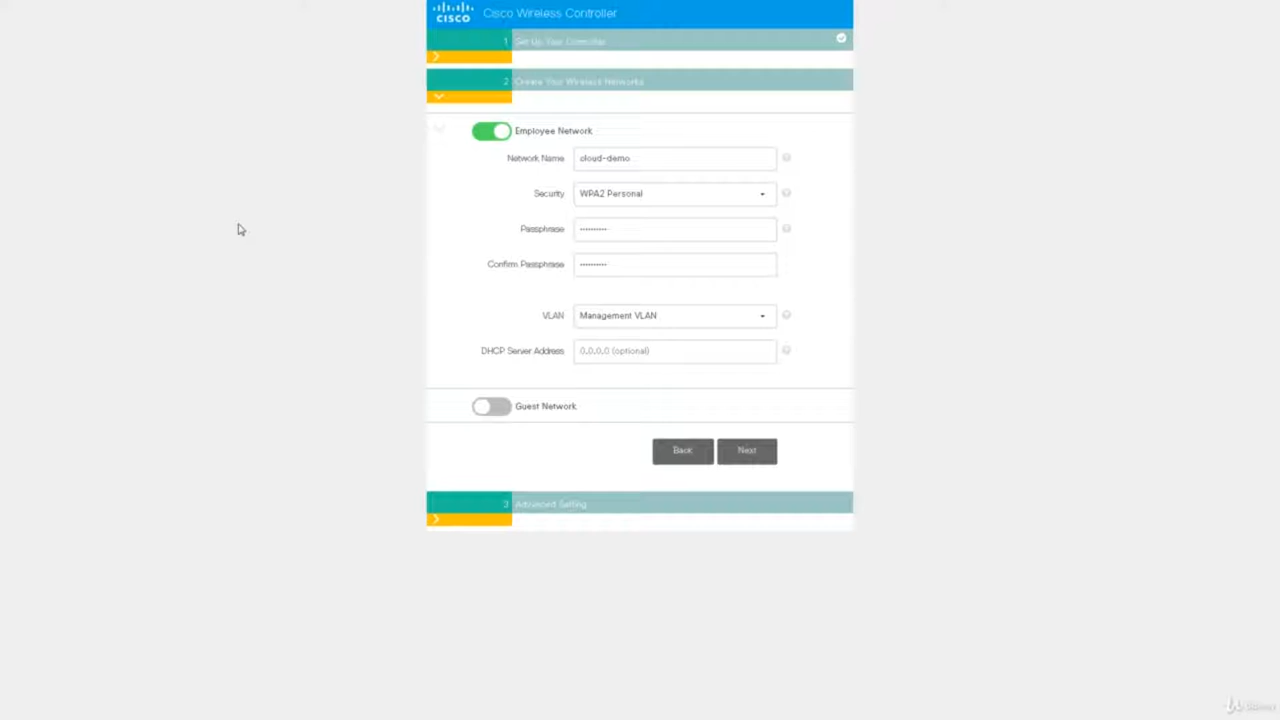 CISCO Cisco Wireless Controller
1 Set Up Your Controller
2 Create Your Wireless Networks
Employee Network
Network Name cloud-demo
Security WPA2 Personal
Passphrase ••••••••••
Confirm Passphrase ••••••••••
VLAN Management VLAN
DHCP Server Address 0.0.0.0 (optional)
Guest Network
Back Next
3 Advanced Setting
Udemy